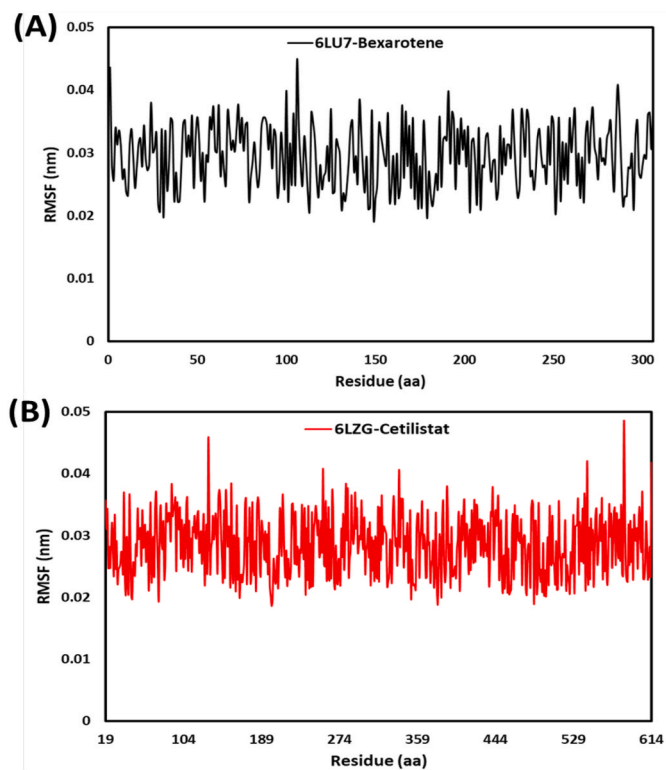 (A)
0.05
0.04
0.03
0.02
0.01
0
RMSF (nm)
6LU7-Bexarotene
0 50 100 150 200 250 300
Residue (aa)
(B)
0.05
0.04
0.03
0.02
0.01
0
RMSF (nm)
6LZG-Cetilistat
19 104 189 274 359 444 529 614
Residue (aa)